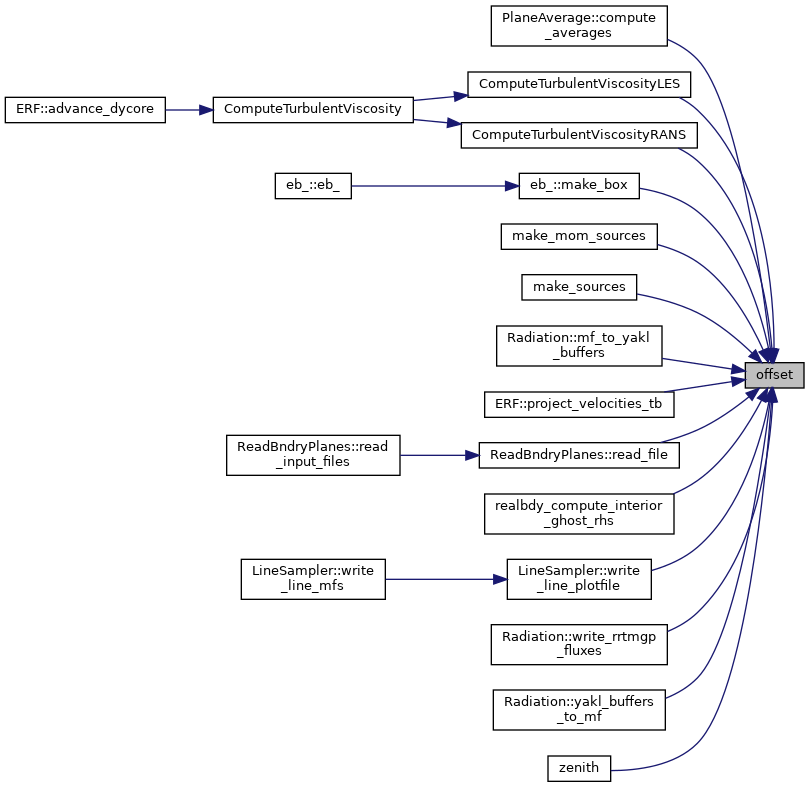 PlaneAverage::compute
_averages
ComputeTurbulentViscosityLES
ERF::advance_dycore
ComputeTurbulentViscosity
ComputeTurbulentViscosityRANS
eb_::eb_
eb_::make_box
make_mom_sources
make_sources
Radiation::mf_to_yakl
_buffers
offset
ERF::project_velocities_tb
ReadBndryPlanes::read
_input_files
ReadBndryPlanes::read_file
realbdy_compute_interior
_ghost_rhs
LineSampler::write
_line_mfs
LineSampler::write
_line_plotfile
Radiation::write_rrtmgp
_fluxes
Radiation::yakl_buffers
_to_mf
zenith